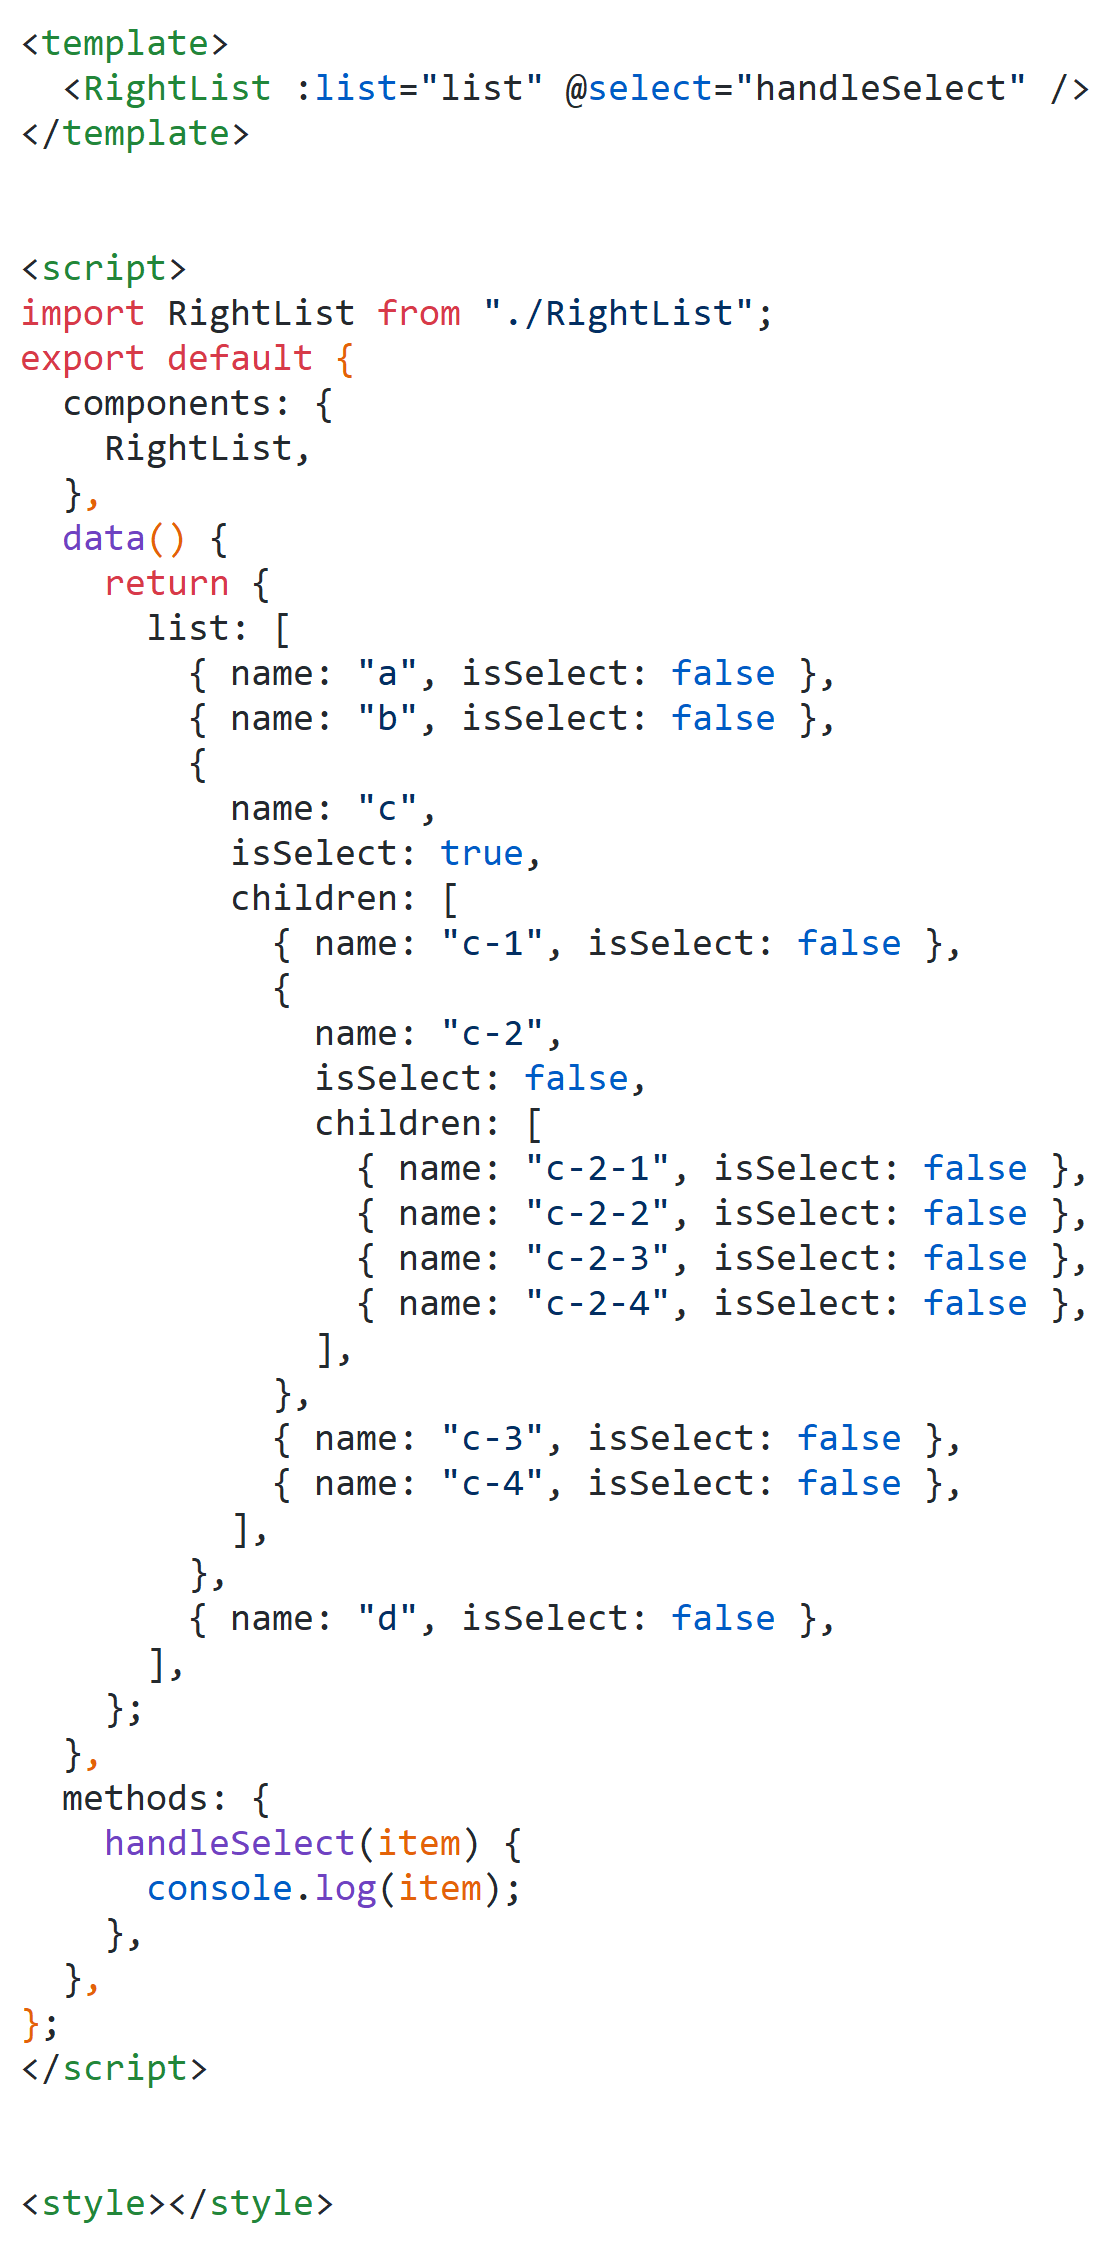 <template>
  <RightList :list="list" @select="handleSelect" />
</template>
<script>
import RightList from "./RightList";
export default {
  components: {
    RightList,
  },
  data() {
    return {
      list: [
        { name: "a", isSelect: false },
        { name: "b", isSelect: false },
        {
          name: "c",
          isSelect: true,
          children: [
            { name: "c-1", isSelect: false },
            {
              name: "c-2",
              isSelect: false,
              children: [
                { name: "c-2-1", isSelect: false },
                { name: "c-2-2", isSelect: false },
                { name: "c-2-3", isSelect: false },
                { name: "c-2-4", isSelect: false },
              ],
            },
            { name: "c-3", isSelect: false },
            { name: "c-4", isSelect: false },
          ],
        },
        { name: "d", isSelect: false },
      ],
    };
  },
  methods: {
    handleSelect(item) {
      console.log(item);
    },
  },
};
</script>
<style></style>